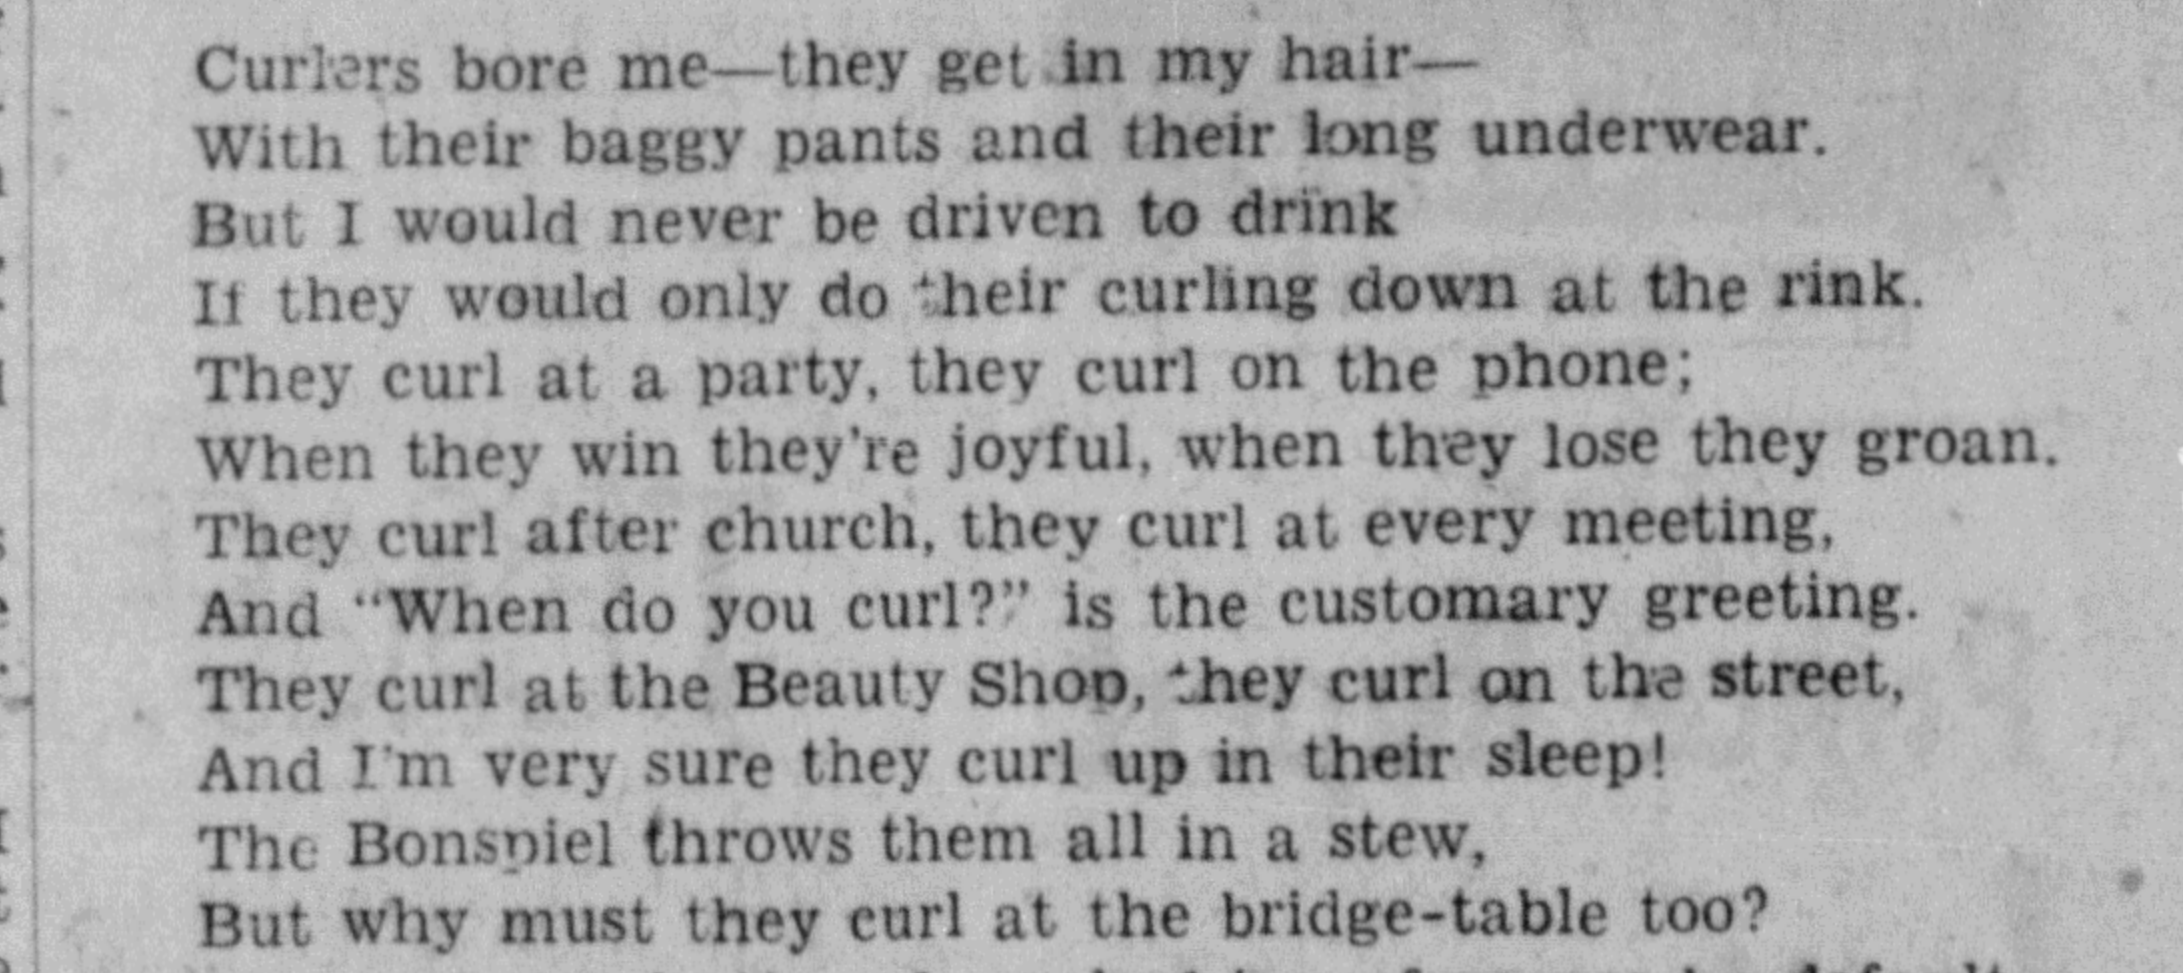 Curlers bore me—they get in my hair—
With their baggy pants and their long underwear.
But I would never be driven to drink
If they would only do their curling down at the rink.
They curl at a party, they curl on the phone;
When they win they're joyful, when they lose they groan.
They curl after church, they curl at every meeting,
And “When do you curl?” is the customary greeting.
They curl at the Beauty Shop, they curl on the street,
And I'm very sure they curl up in their sleep!
The Bonspiel throws them all in a stew,
But why must they curl at the bridge-table too?